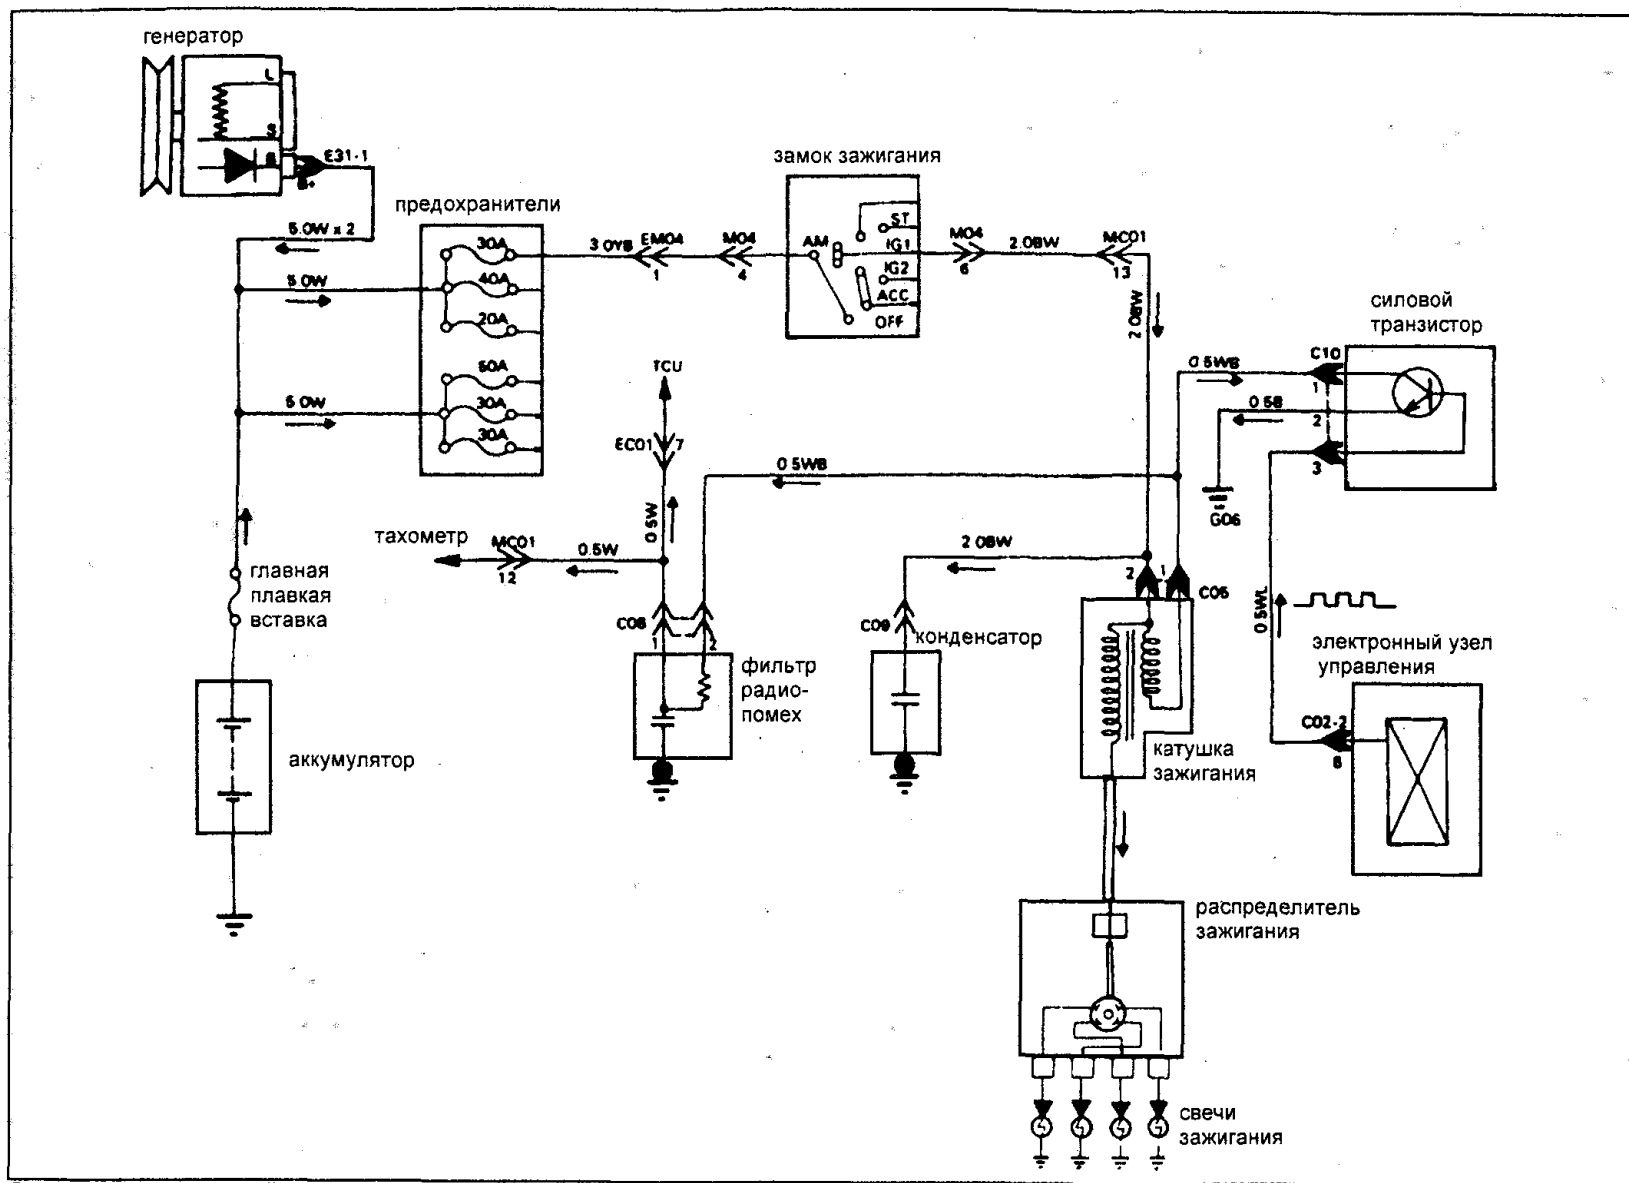 генератор
L
S
B
B+
E31-1
5.0W x 2
предохранители
30A
40A
20A
60A
30A
30A
5.0W
5.0W
3.0YB
EM04
1
M04
4
замок зажигания
AM
ST
IG1
IG2
ACC
OFF
M04
6
2.0BW
MC01
13
2.0BW
силовой
транзистор
C10
1
2
3
0.5WB
0.5B
G06
TCU
EC01
7
0.5W
0.5WB
тахометр
MC01
12
0.5W
2.0BW
главная
плавкая
вставка
C08
1
2
C09
конденсатор
2
1
C05
0.5WL
электронный узел
управления
фильтр
радио-
помех
C02-2
8
аккумулятор
катушка
зажигания
распределитель
зажигания
свечи
зажигания